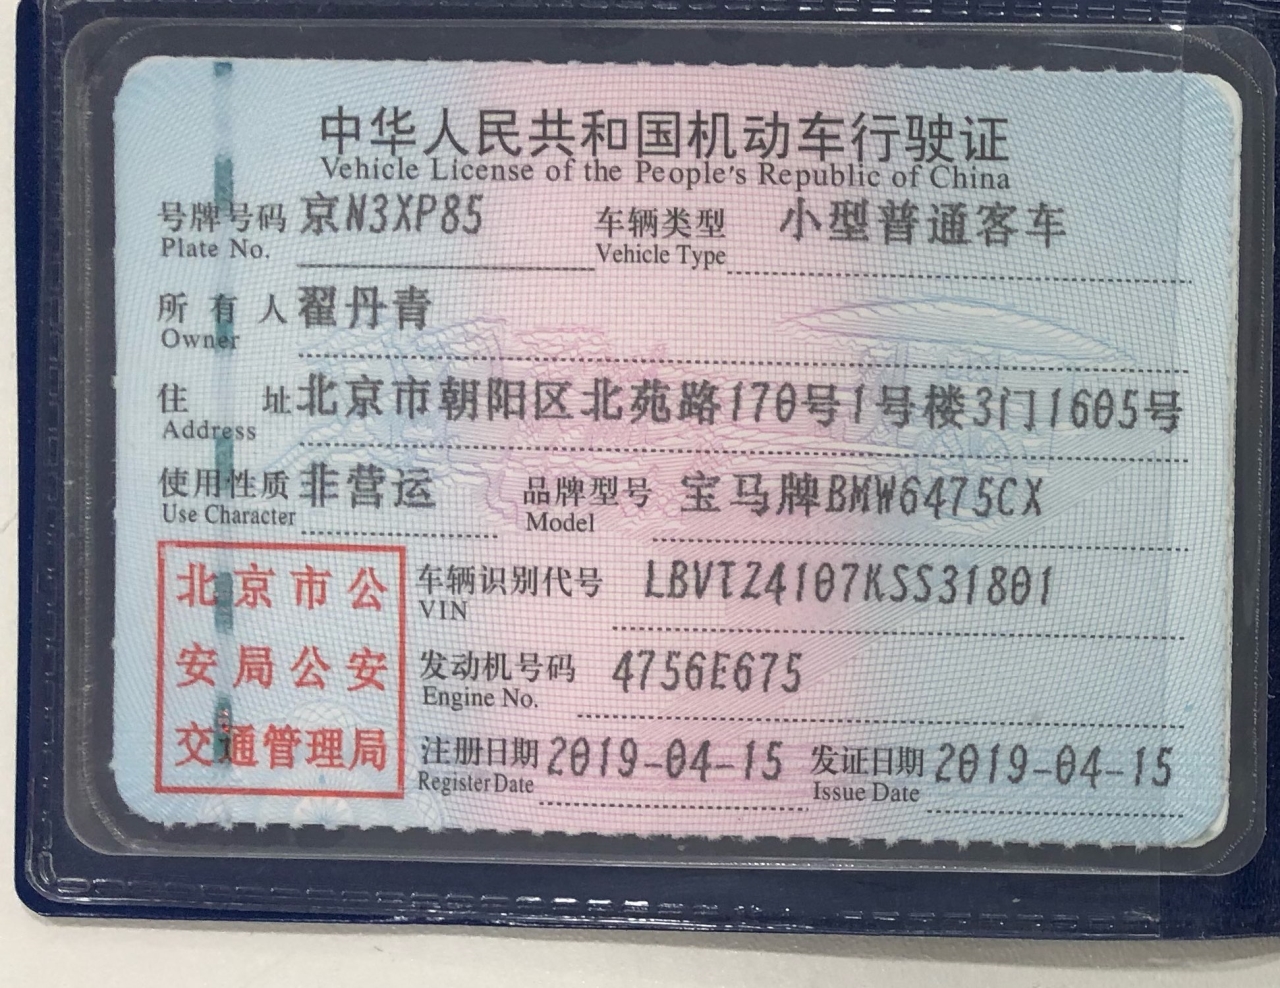 中华人民共和国机动车行驶证
Vehicle License of the People's Republic of China
号牌号码 京N3XP85 车辆类型 小型普通客车
Plate No. Vehicle Type
所有人 翟丹青
Owner
住址 北京市朝阳区北苑路170号1号楼3门1605号
Address
使用性质 非营运 品牌型号 宝马牌BMW6475CX
Use Character Model
北京市公
安局公安
交通管理局
车辆识别代号 LBVTZ4107KSS31801
VIN
发动机号码 4756E675
Engine No.
注册日期 2019-04-15 发证日期 2019-04-15
Register Date Issue Date